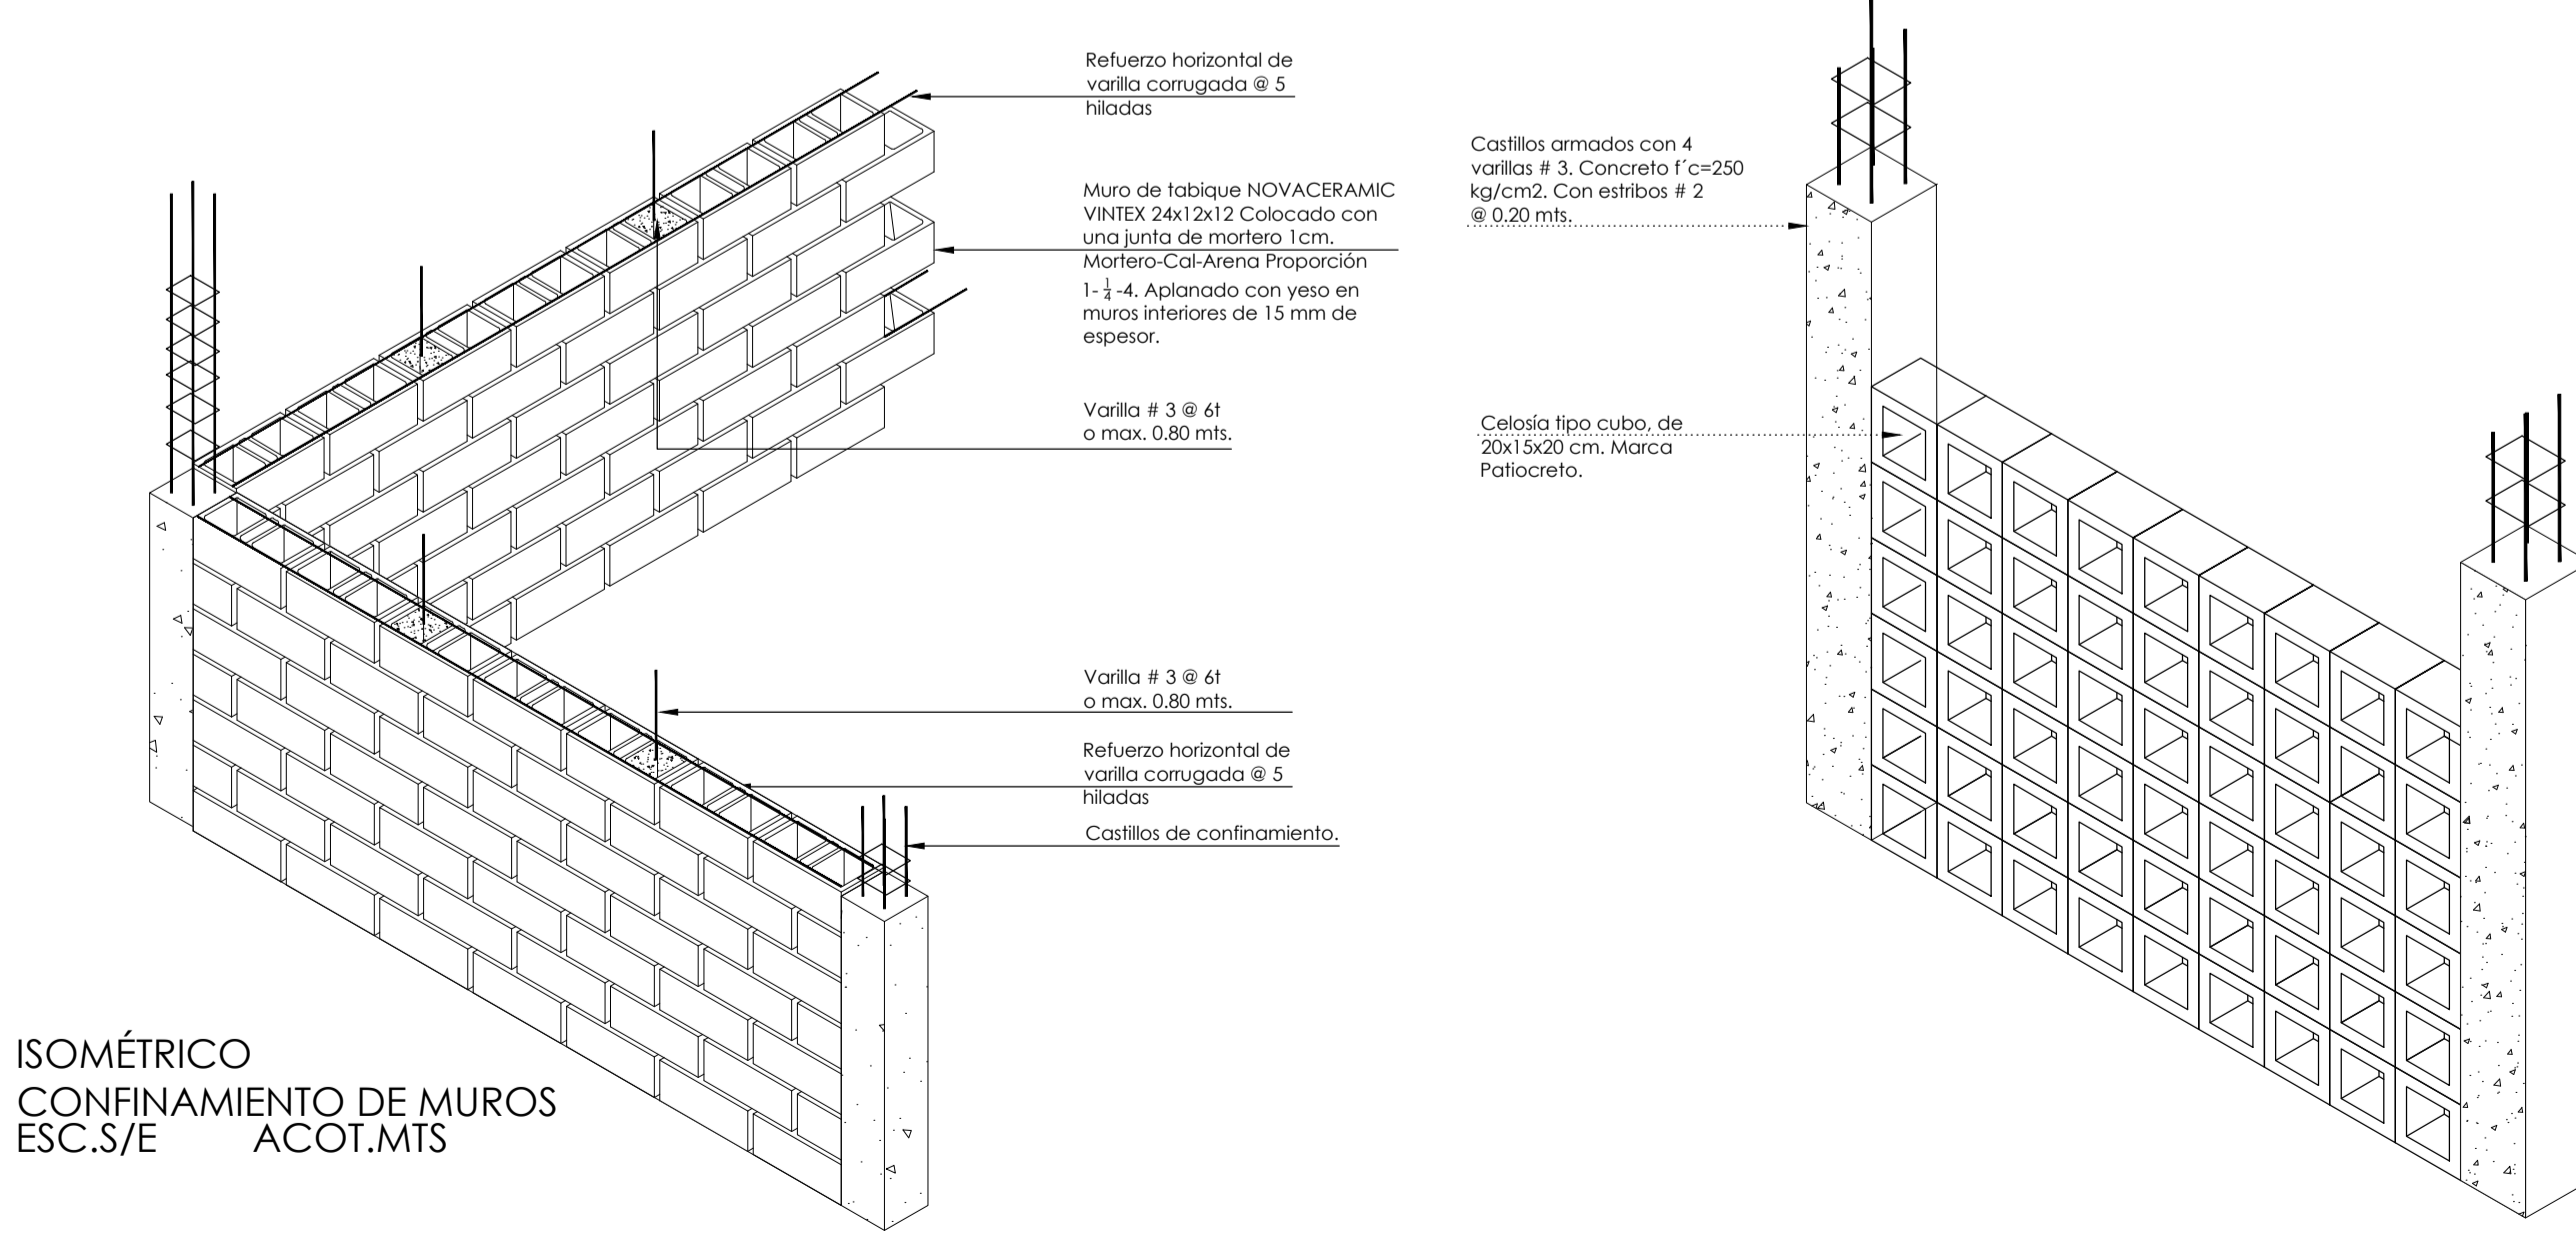 Refuerzo horizontal de
varilla corrugada @ 5
hiladas
Muro de tabique NOVACERAMIC
VINTEX 24x12x12 Colocado con
una junta de mortero 1cm.
Mortero-Cal-Arena Proporción
1-¼-4. Aplanado con yeso en
muros interiores de 15 mm de
espesor.
Varilla # 3 @ 6t
o max. 0.80 mts.
Varilla # 3 @ 6t
o max. 0.80 mts.
Refuerzo horizontal de
varilla corrugada @ 5
hiladas
Castillos de confinamiento.
Castillos armados con 4
varillas # 3. Concreto f´c=250
kg/cm2. Con estribos # 2
@ 0.20 mts.
Celosía tipo cubo, de
20x15x20 cm. Marca
Patiocreto.
ISOMÉTRICO
CONFINAMIENTO DE MUROS
ESC.S/E ACOT.MTS